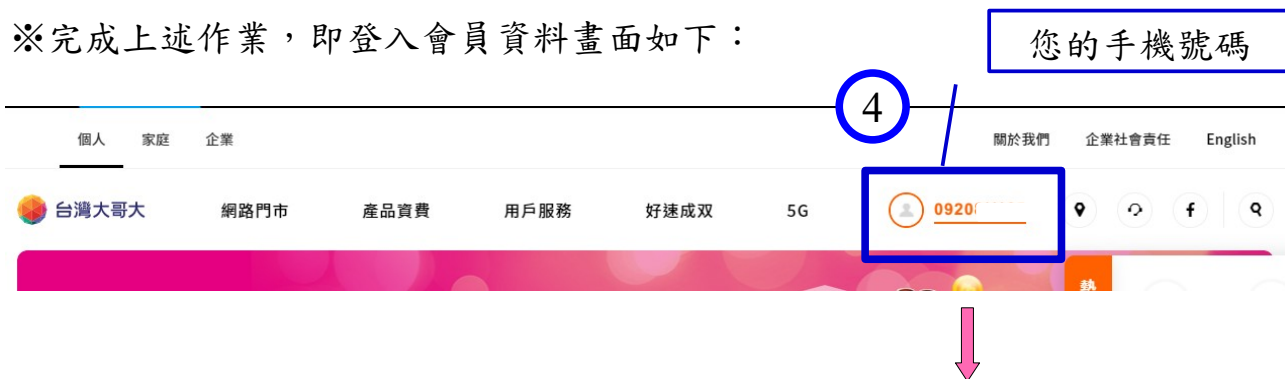 ※完成上述作業,即登入會員資料畫面如下:
您的手機號碼
4
個人 家庭 企業 關於我們 企業社會責任 English
台灣大哥大 網路門市 產品資費 用戶服務 好速成双 5G 0920